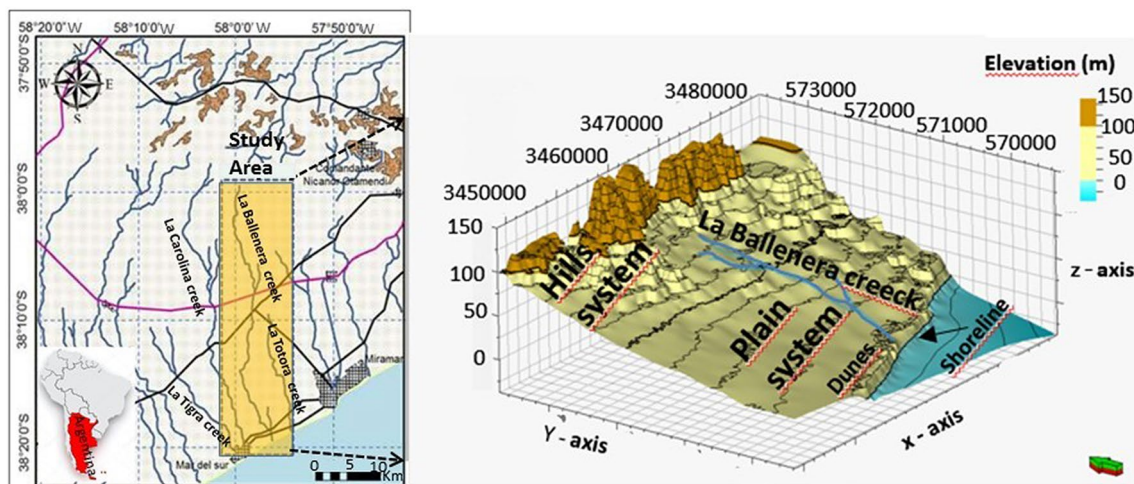 58°20'0"W
58°10'0"W
58°0'0"W
57°50'0"W
37°50'0"S
38°0'0"S
38°10'0"S
38°20'0"S
N
W
E
S
Study
Area
Comandante
Nicanor Otamendi
La Carolina creek
La Ballenera creek
La Totora creek
La Tigra creek
Miramar
Mar del sur
Argentina
0 5 10
Km
Elevation (m)
150
100
50
0
3480000
3470000
3460000
3450000
573000
572000
571000
570000
150
100
50
0
z - axis
Y - axis
x - axis
Hills
system
La Ballenera creeck
Plain
system
Dunes
Shoreline